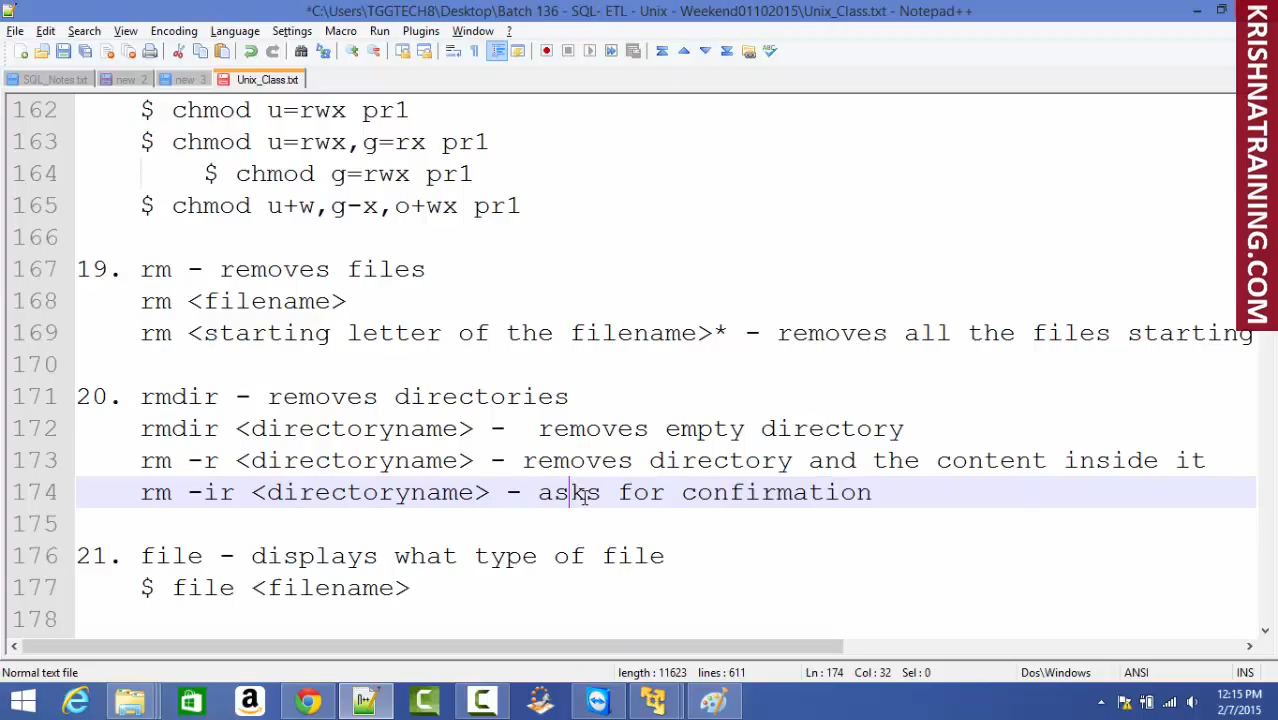 *C:\Users\TGGTECH8\Desktop\Batch 136 - SQL- ETL - Unix - Weekend01102015\Unix_Class.txt - Notepad++
File Edit Search View Encoding Language Settings Macro Run Plugins Window ?
SQL_Notes.txt new 2 new 3 Unix_Class.txt
162 $ chmod u=rwx pr1
163 $ chmod u=rwx,g=rx pr1
164 $ chmod g=rwx pr1
165 $ chmod u+w,g-x,o+wx pr1
166
167 19. rm - removes files
168 rm <filename>
169 rm <starting letter of the filename>* - removes all the files starting
170
171 20. rmdir - removes directories
172 rmdir <directoryname> - removes empty directory
173 rm -r <directoryname> - removes directory and the content inside it
174 rm -ir <directoryname> - asks for confirmation
175
176 21. file - displays what type of file
177 $ file <filename>
178
Normal text file length : 11623 lines : 611 Ln : 174 Col : 32 Sel : 0 Dos\Windows ANSI INS
12:15 PM
2/7/2015
KRISHNATRAINING.COM